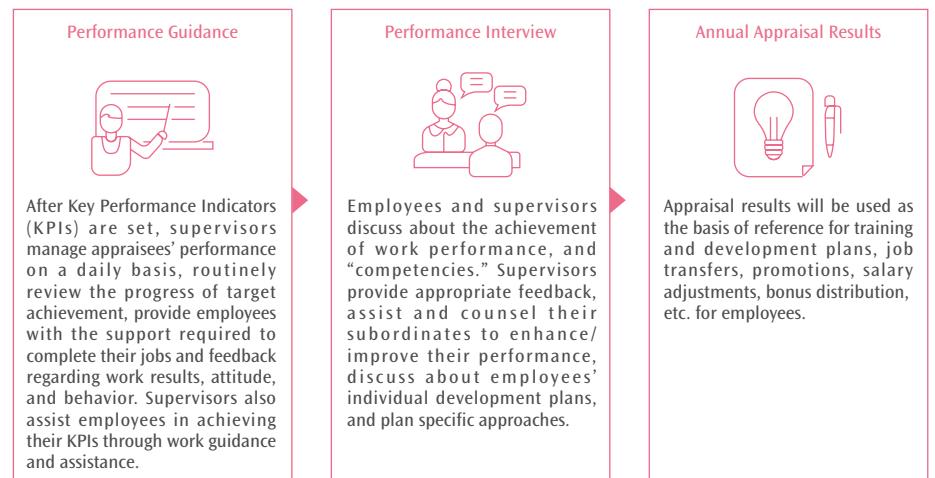 Performance Guidance
After Key Performance Indicators
(KPIs) are set, supervisors
manage appraisees' performance
on a daily basis, routinely
review the progress of target
achievement, provide employees
with the support required to
complete their jobs and feedback
regarding work results, attitude,
and behavior. Supervisors also
assist employees in achieving
their KPIs through work guidance
and assistance.
Performance Interview
Employees and supervisors
discuss about the achievement
of work performance, and
“competencies.” Supervisors
provide appropriate feedback,
assist and counsel their
subordinates to enhance/
improve their performance,
discuss about employees’
individual development plans,
and plan specific approaches.
Annual Appraisal Results
Appraisal results will be used as
the basis of reference for training
and development plans, job
transfers, promotions, salary
adjustments, bonus distribution,
etc. for employees.